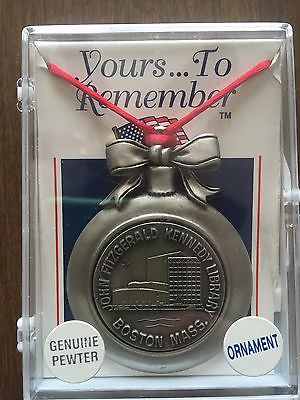 Yours...To
Remember
TM
JOHN FITZGERALD KENNEDY LIBRARY
BOSTON MASS.
GENUINE
PEWTER
ORNAMENT